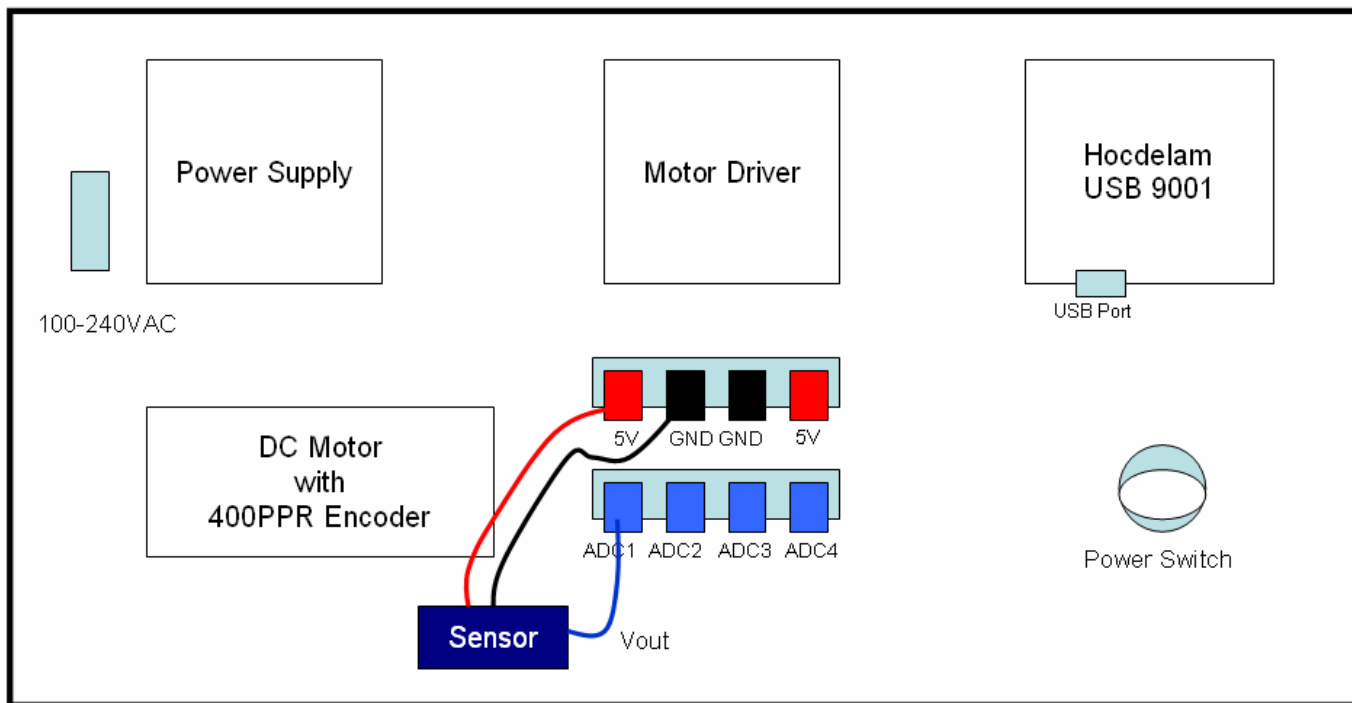 Power Supply
Motor Driver
Hocdelam
USB 9001
USB Port
100-240VAC
5V
GND
GND
5V
DC Motor
with
400PPR Encoder
ADC1
ADC2
ADC3
ADC4
Power Switch
Sensor
Vout